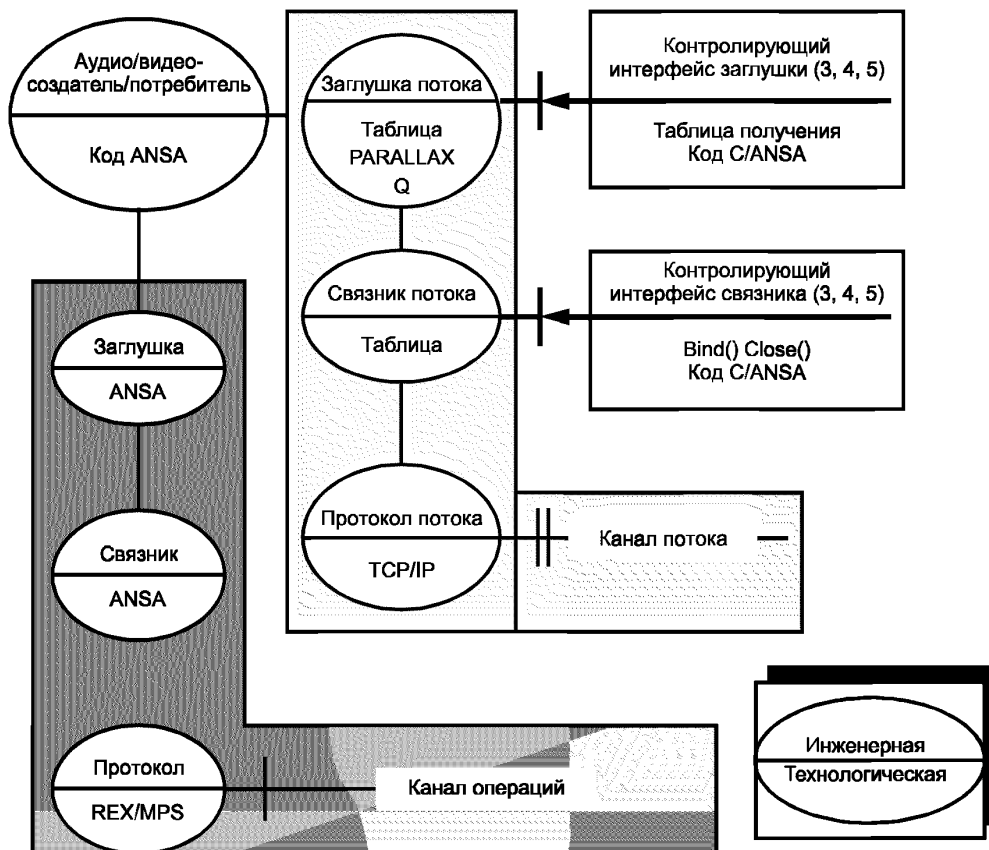 Аудио/видео-
создатель/потребитель
Код ANSA
Заглушка потока
Таблица
PARALLAX
Q
Контролирующий
интерфейс заглушки (3, 4, 5)
Таблица получения
Код C/ANSA
Связник потока
Таблица
Контролирующий
интерфейс связника (3, 4, 5)
Bind() Close()
Код C/ANSA
Заглушка
ANSA
Связник
ANSA
Протокол потока
TCP/IP
Канал потока
Протокол
REX/MPS
Канал операций
Инженерная
Технологическая